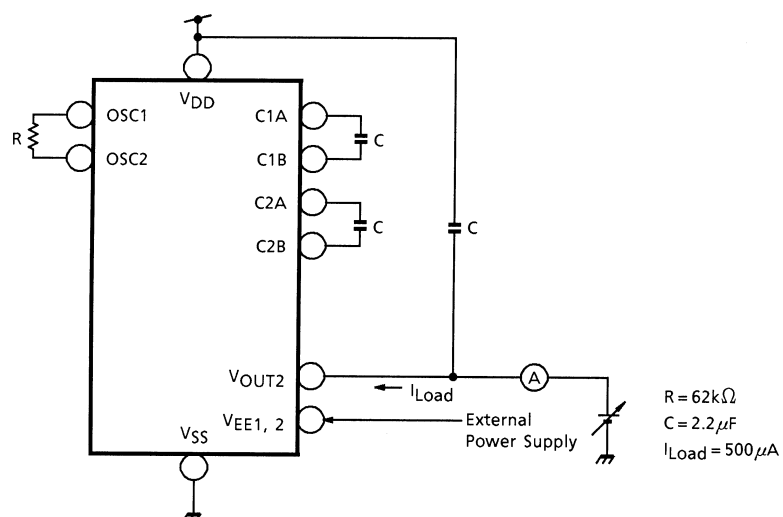 VDD
OSC1
OSC2
R
C1A
C1B
C
C2A
C2B
C
C
VOUT2
ILoad
A
VEE1, 2
External
Power Supply
VSS
R = 62kΩ
C = 2.2μF
ILoad = 500μA